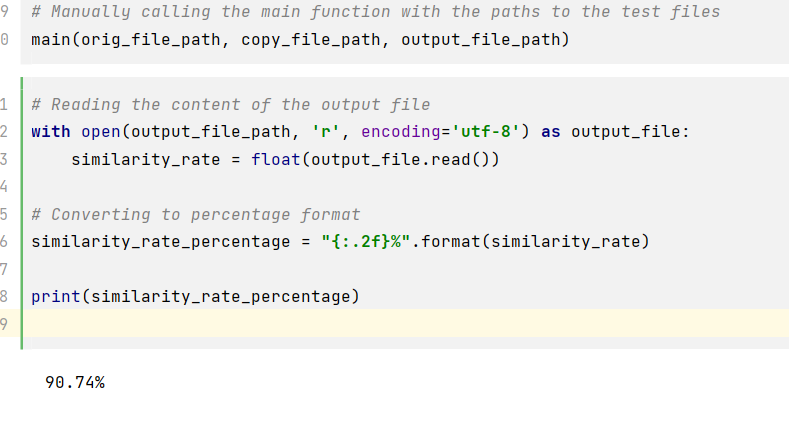 9 # Manually calling the main function with the paths to the test files
0 main(orig_file_path, copy_file_path, output_file_path)
1 # Reading the content of the output file
2 with open(output_file_path, 'r', encoding='utf-8') as output_file:
3     similarity_rate = float(output_file.read())
4
5 # Converting to percentage format
6 similarity_rate_percentage = "{:.2f}%".format(similarity_rate)
7
8 print(similarity_rate_percentage)
9
90.74%